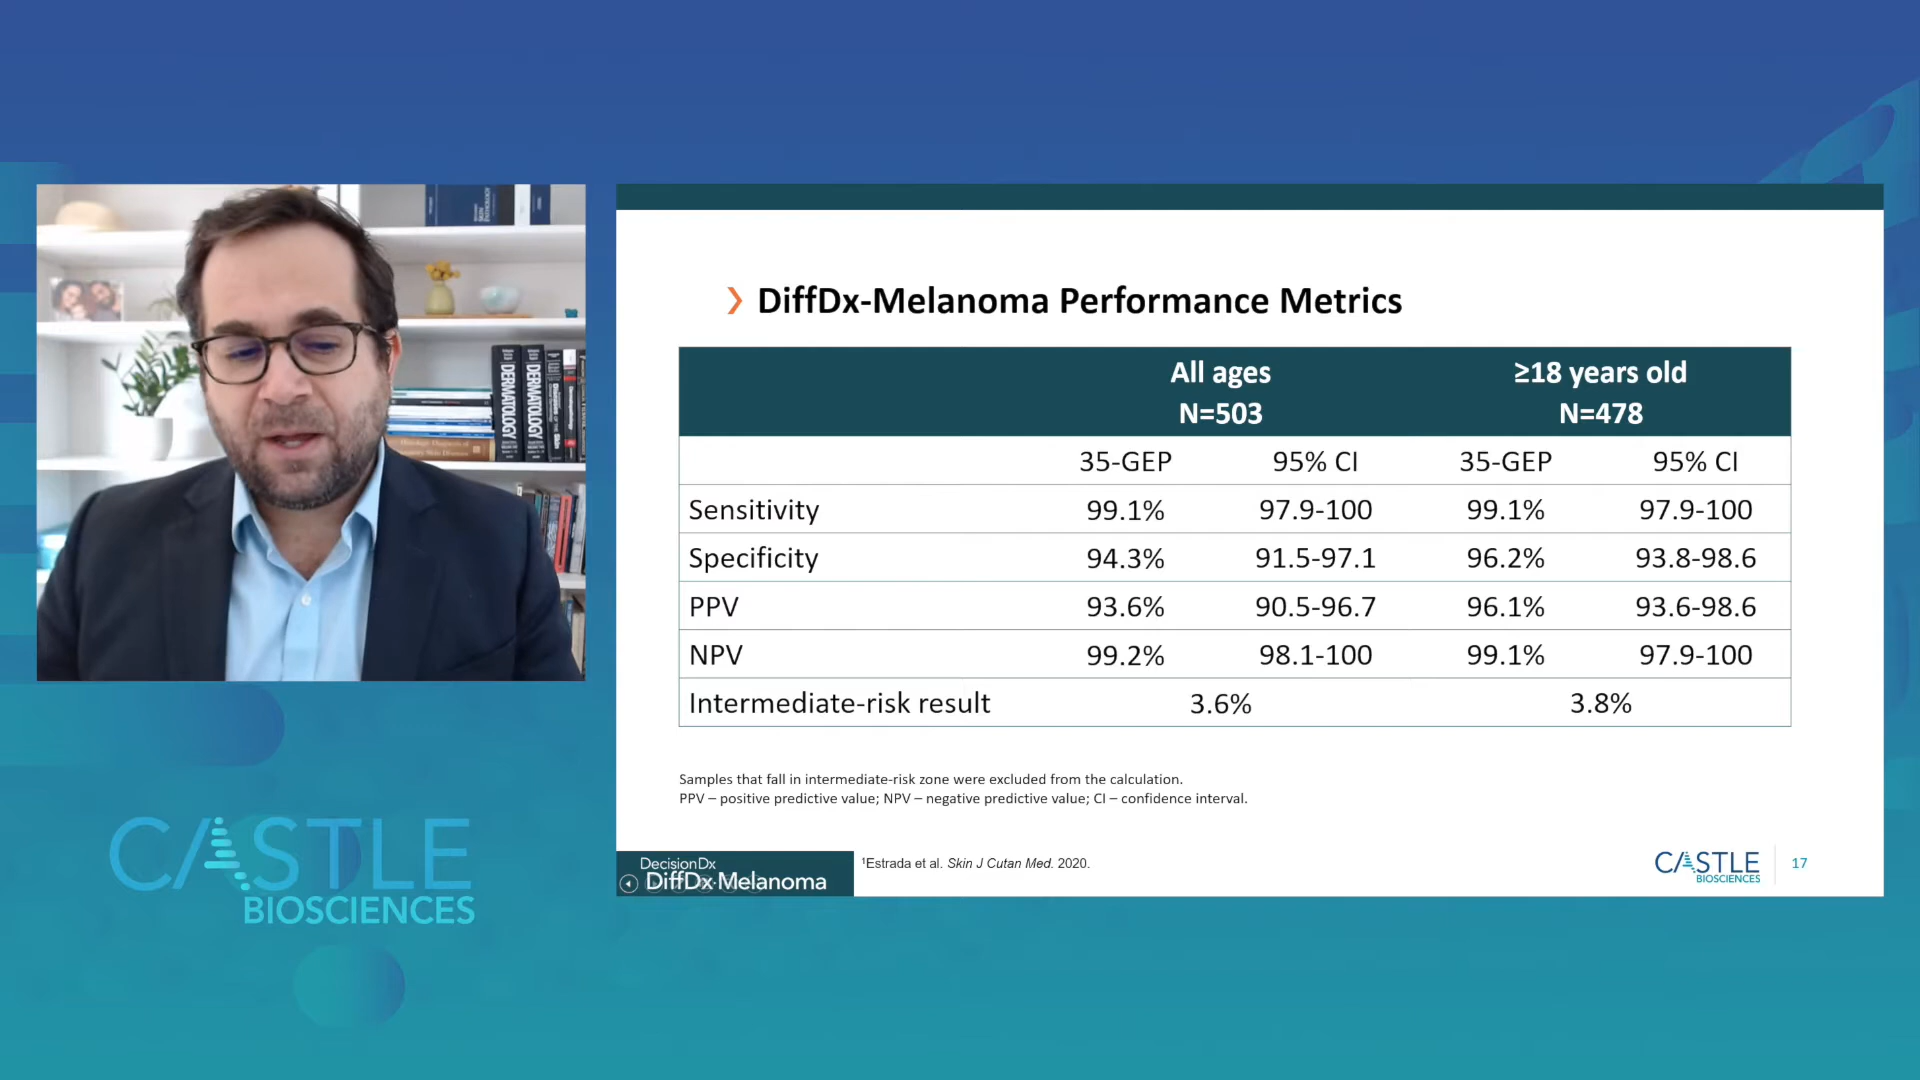 DERMATOLOGY
DERMATOLOGY
› DiffDx-Melanoma Performance Metrics
All ages ≥18 years old
N=503 N=478
35-GEP 95% CI 35-GEP 95% CI
Sensitivity 99.1% 97.9-100 99.1% 97.9-100
Specificity 94.3% 91.5-97.1 96.2% 93.8-98.6
PPV 93.6% 90.5-96.7 96.1% 93.6-98.6
NPV 99.2% 98.1-100 99.1% 97.9-100
Intermediate-risk result 3.6% 3.8%
Samples that fall in intermediate-risk zone were excluded from the calculation.
PPV – positive predictive value; NPV – negative predictive value; CI – confidence interval.
DecisionDx
DiffDx·Melanoma
¹Estrada et al. Skin J Cutan Med. 2020.
CASTLE
BIOSCIENCES
17
CASTLE
BIOSCIENCES